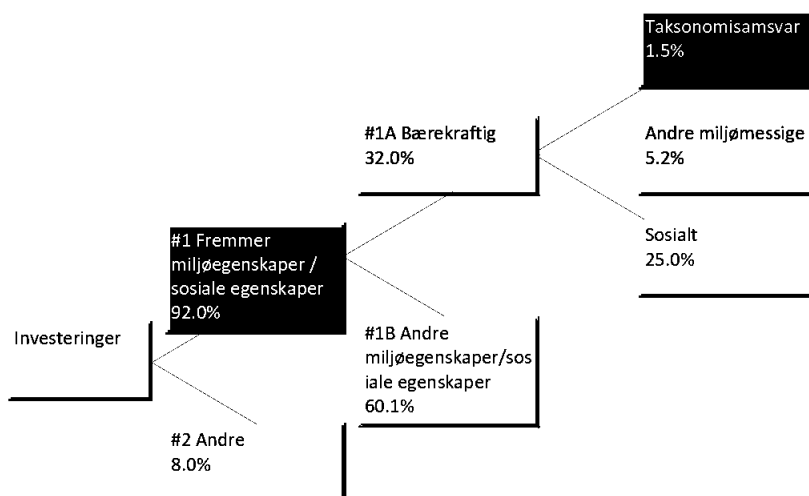 Taksonomisamsvar
1.5%
#1A Bærekraftig
32.0%
Andre miljømessige
5.2%
Sosialt
25.0%
#1 Fremmer
miljøegenskaper /
sosiale egenskaper
92.0%
Investeringer
#1B Andre
miljøegenskaper/sos
iale egenskaper
60.1%
#2 Andre
8.0%